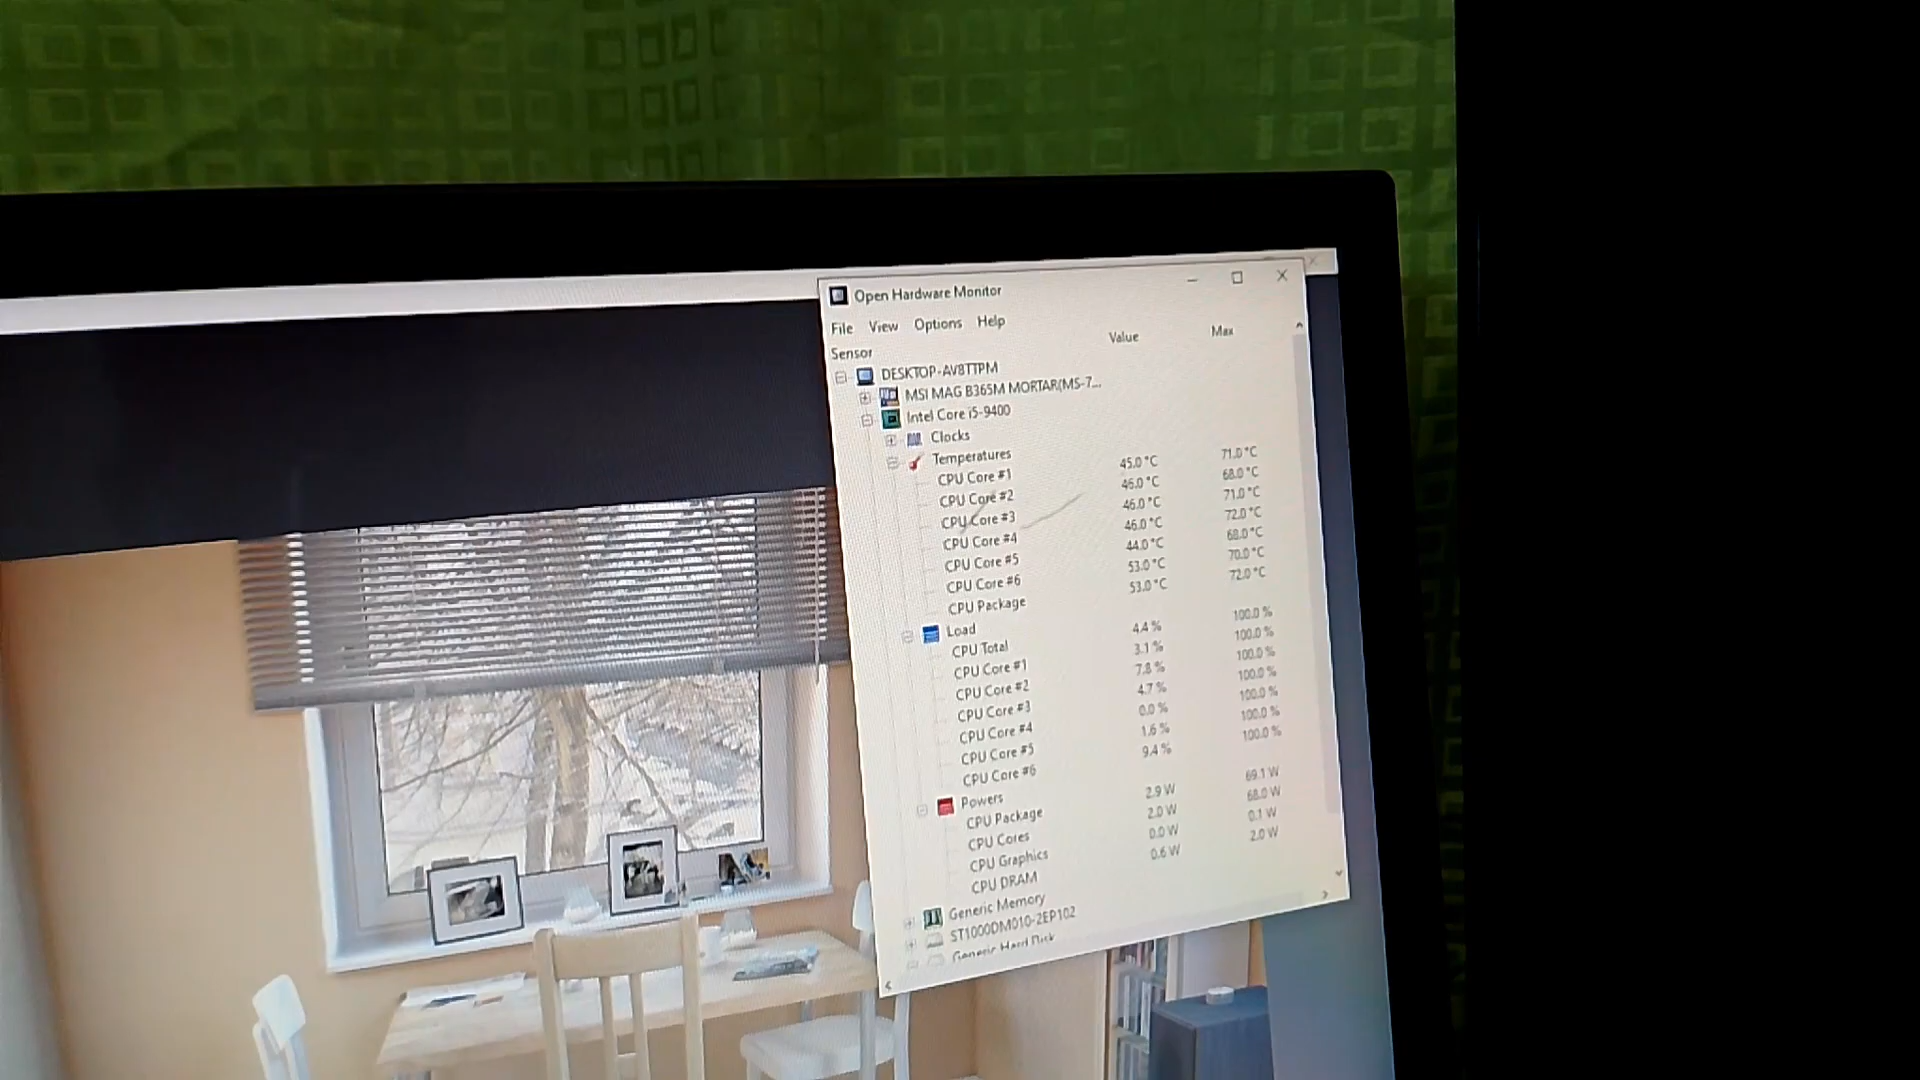 Open Hardware Monitor
File View Options Help
Sensor Value Max
DESKTOP-AV8TTPM
MSI MAG B365M MORTAR(MS-7...
Intel Core i5-9400
Clocks
Temperatures
CPU Core #1 45.0 °C 71.0 °C
CPU Core #2 46.0 °C 68.0 °C
CPU Core #3 46.0 °C 71.0 °C
CPU Core #4 46.0 °C 72.0 °C
CPU Core #5 44.0 °C 68.0 °C
CPU Core #6 53.0 °C 70.0 °C
CPU Package 53.0 °C 72.0 °C
Load
CPU Total 4.4 % 100.0 %
CPU Core #1 3.1 % 100.0 %
CPU Core #2 7.8 % 100.0 %
CPU Core #3 4.7 % 100.0 %
CPU Core #4 0.0 % 100.0 %
CPU Core #5 1.6 % 100.0 %
CPU Core #6 9.4 % 100.0 %
Powers
CPU Package 2.9 W 69.1 W
CPU Cores 2.0 W 68.0 W
CPU Graphics 0.0 W 0.1 W
CPU DRAM 0.6 W 2.0 W
Generic Memory
ST1000DM010-2EP102
Generic Hard Disk